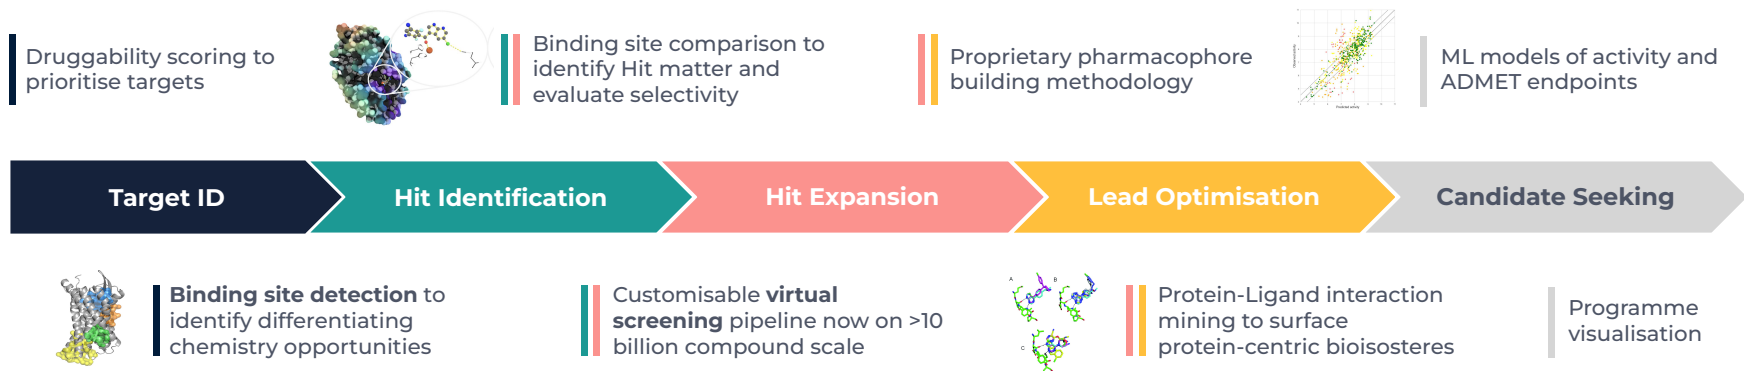 Druggability scoring to
prioritise targets
Binding site comparison to
identify Hit matter and
evaluate selectivity
Proprietary pharmacophore
building methodology
ML models of activity and
ADMET endpoints
Target ID
Hit Identification
Hit Expansion
Lead Optimisation
Candidate Seeking
Binding site detection to
identify differentiating
chemistry opportunities
Customisable virtual
screening pipeline now on >10
billion compound scale
A
B
C
Protein-Ligand interaction
mining to surface
protein-centric bioisosteres
Programme
visualisation